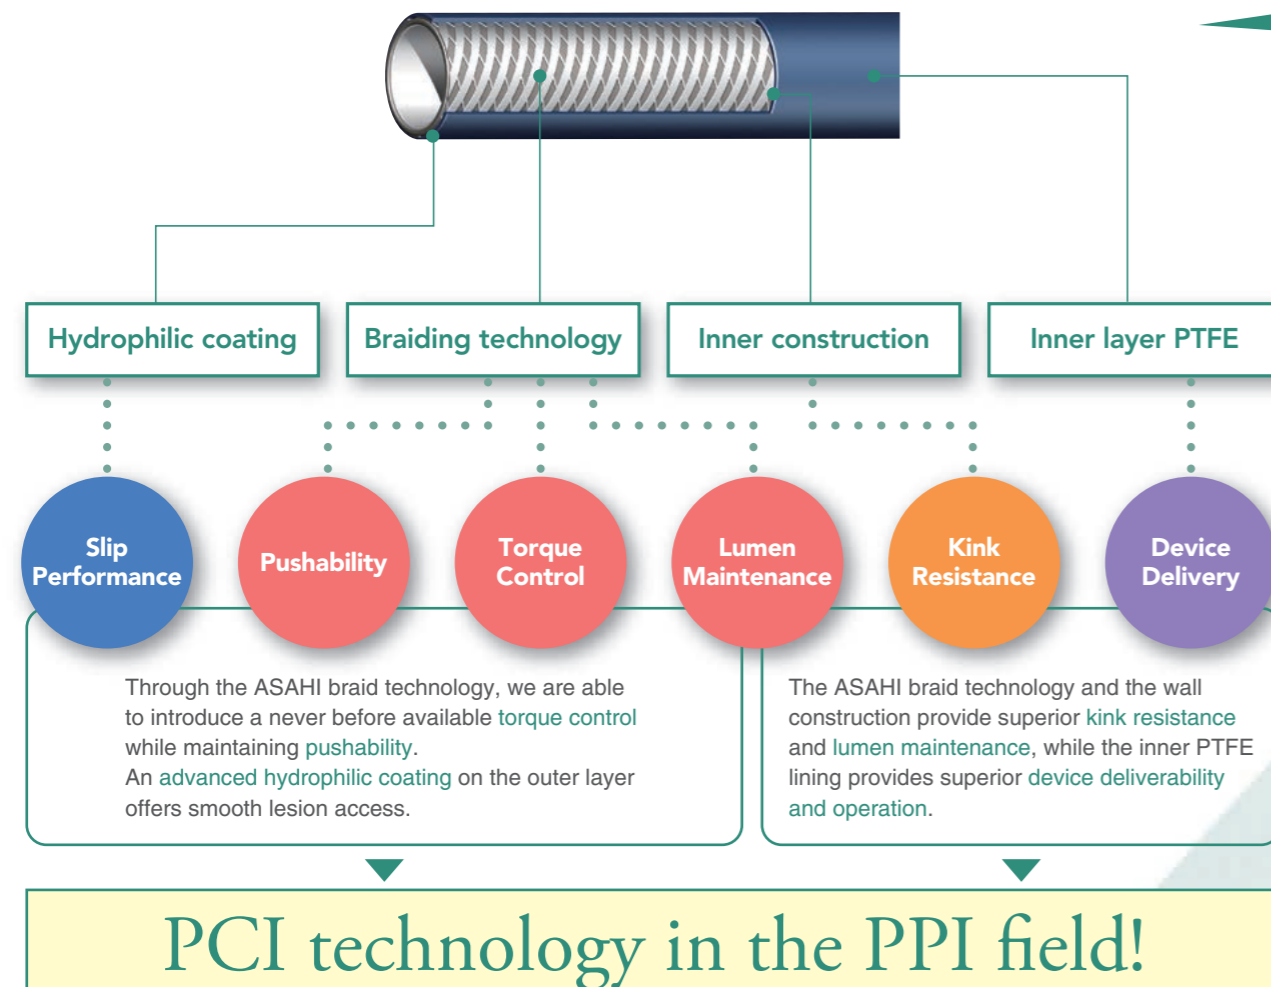 Hydrophilic coating
Braiding technology
Inner construction
Inner layer PTFE
Slip
Performance
Pushability
Torque
Control
Lumen
Maintenance
Kink
Resistance
Device
Delivery
Through the ASAHI braid technology, we are able
to introduce a never before available torque control
while maintaining pushability.
An advanced hydrophilic coating on the outer layer
offers smooth lesion access.
The ASAHI braid technology and the wall
construction provide superior kink resistance
and lumen maintenance, while the inner PTFE
lining provides superior device deliverability
and operation.
PCI technology in the PPI field!